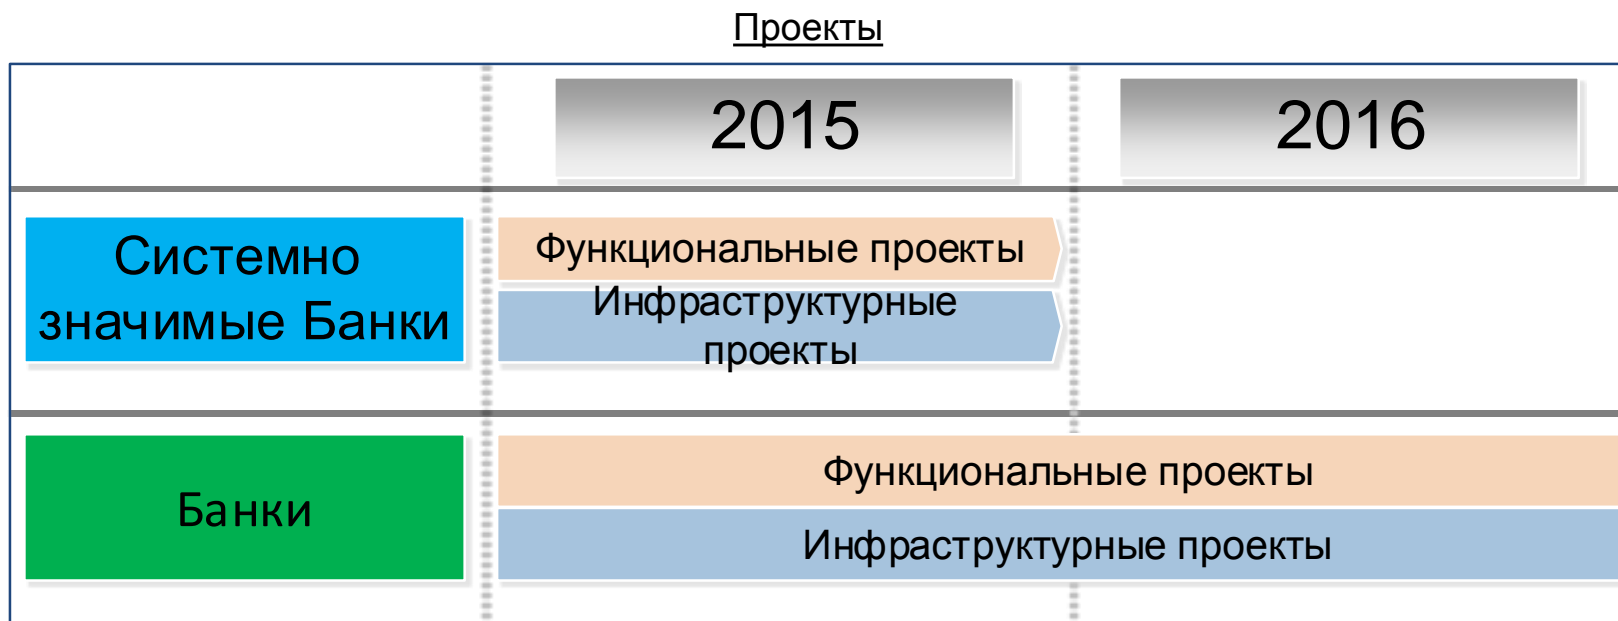 Проекты
2015
2016
Системно
значимые Банки
Функциональные проекты
Инфраструктурные
проекты
Банки
Функциональные проекты
Инфраструктурные проекты